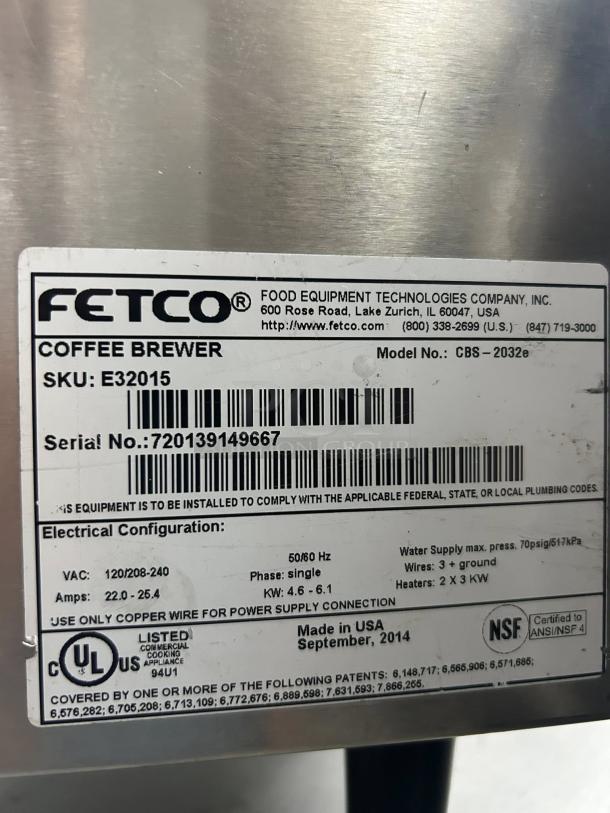 FETCO®
FOOD EQUIPMENT TECHNOLOGIES COMPANY, INC.
600 Rose Road, Lake Zurich, IL 60047, USA
http://www.fetco.com (800) 338-2699 (U.S.) (847) 719-3000
COFFEE BREWER
Model No.: CBS-2032e
SKU: E32015
Serial No.:720139149667
GROUP
IS EQUIPMENT IS TO BE INSTALLED TO COMPLY WITH THE APPLICABLE FEDERAL, STATE, OR LOCAL PLUMBING CODES.
Electrical Configuration:
50/60 Hz
Water Supply max. press. 70psig/517kPa
VAC: 120/208-240
Phase: single
Wires: 3 + ground
Amps: 22.0 - 25.4
KW: 4.6 - 6.1
Heaters: 2 X 3 KW
USE ONLY COPPER WIRE FOR POWER SUPPLY CONNECTION
C UL US
LISTED
COMMERCIAL
COOKING
APPLIANCE
94U1
Made in USA
September, 2014
NSF
Certified to
ANSI/NSF 4
COVERED BY ONE OR MORE OF THE FOLLOWING PATENTS: 6,148,717; 6,565,906; 6,571,685;
6,576,282; 6,705,208; 6,713,109; 6,772,676; 6,889,598; 7,631,593; 7,866,255.